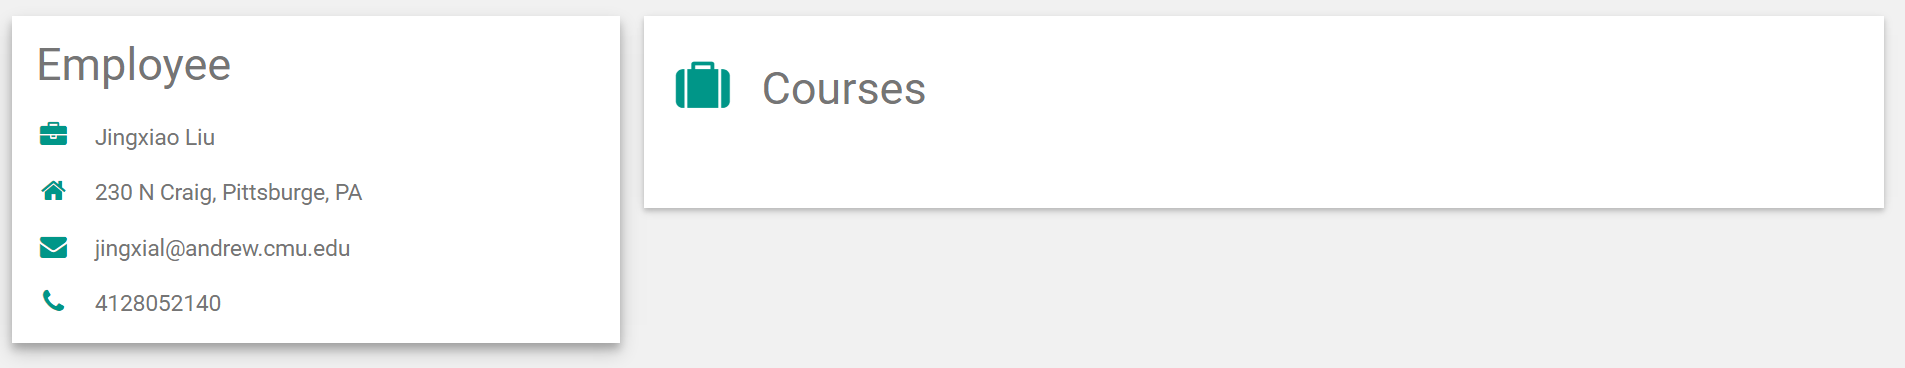 Employee
Jingxiao Liu
230 N Craig, Pittsburge, PA
jingxial@andrew.cmu.edu
4128052140
Courses